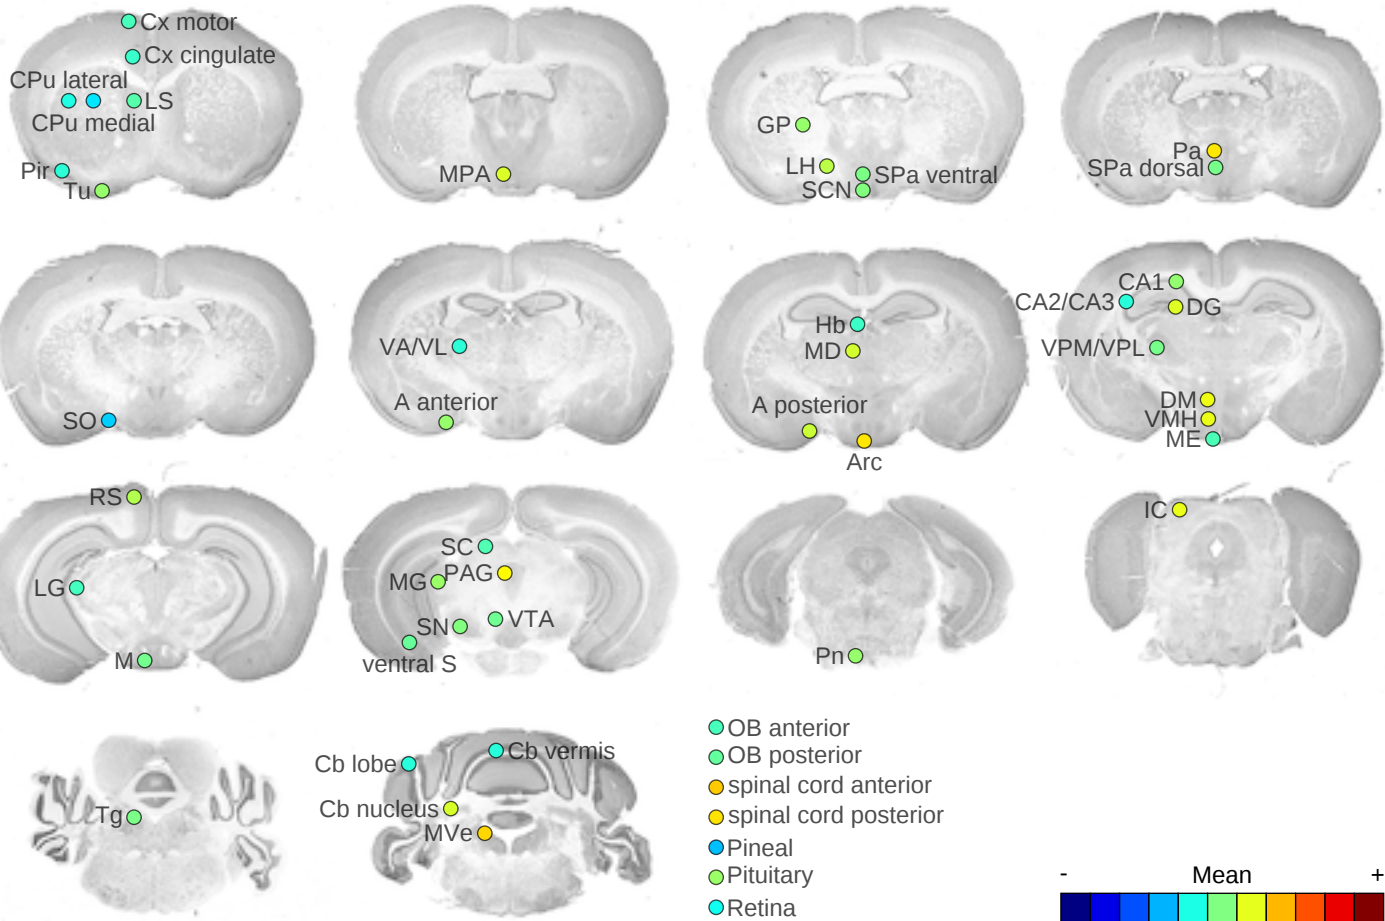 Cx motor
Cx cingulate
CPu lateral
LS
CPu medial
Pir
Tu
MPA
GP
LH
SPa ventral
SCN
Pa
SPa dorsal
SO
VA/VL
A anterior
Hb
MD
A posterior
Arc
CA1
CA2/CA3
DG
VPM/VPL
DM
VMH
ME
RS
LG
M
SC
PAG
MG
VTA
SN
ventral S
Pn
IC
Tg
Cb vermis
Cb lobe
Cb nucleus
MVe
OB anterior
OB posterior
spinal cord anterior
spinal cord posterior
Pineal
Pituitary
Retina
- Mean +